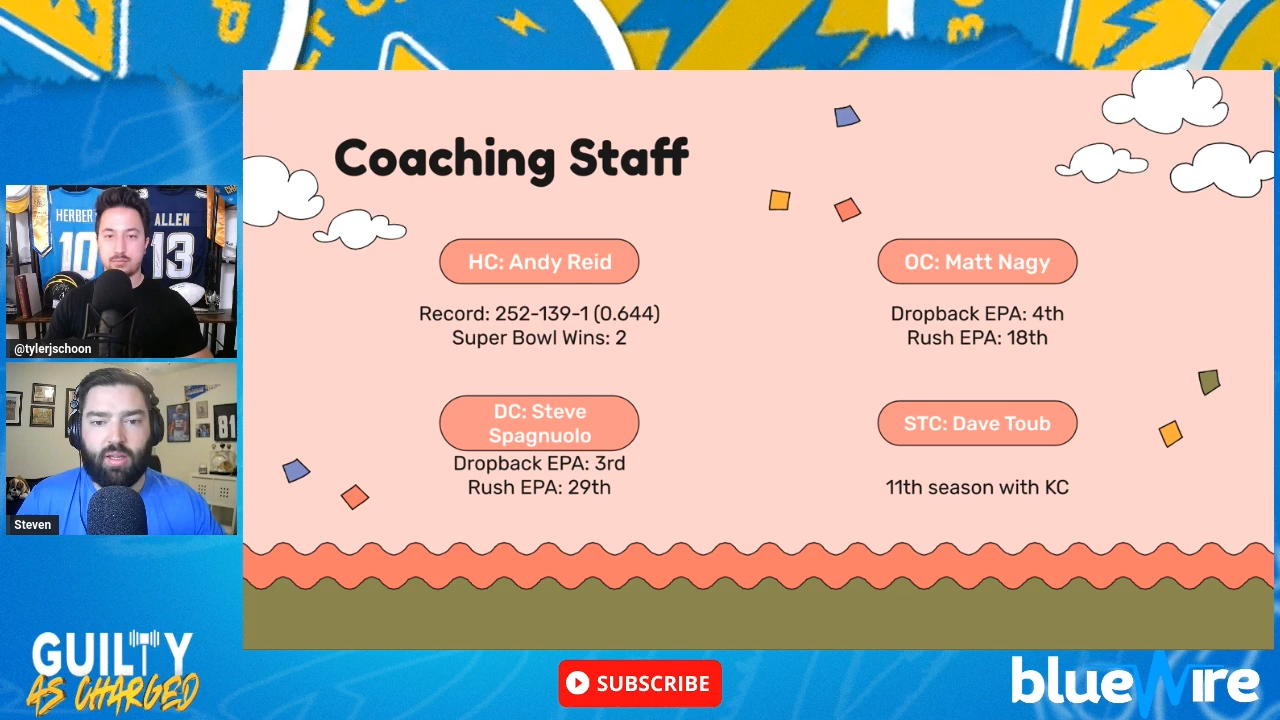 Coaching Staff
HC: Andy Reid
Record: 252-139-1 (0.644)
Super Bowl Wins: 2
OC: Matt Nagy
Dropback EPA: 4th
Rush EPA: 18th
DC: Steve
Spagnuolo
Dropback EPA: 3rd
Rush EPA: 29th
STC: Dave Toub
11th season with KC
HERBER
10
ALLEN
13
@tylerjschoon
81
Steven
GUILTY
AS CHARGED
SUBSCRIBE
bluewire